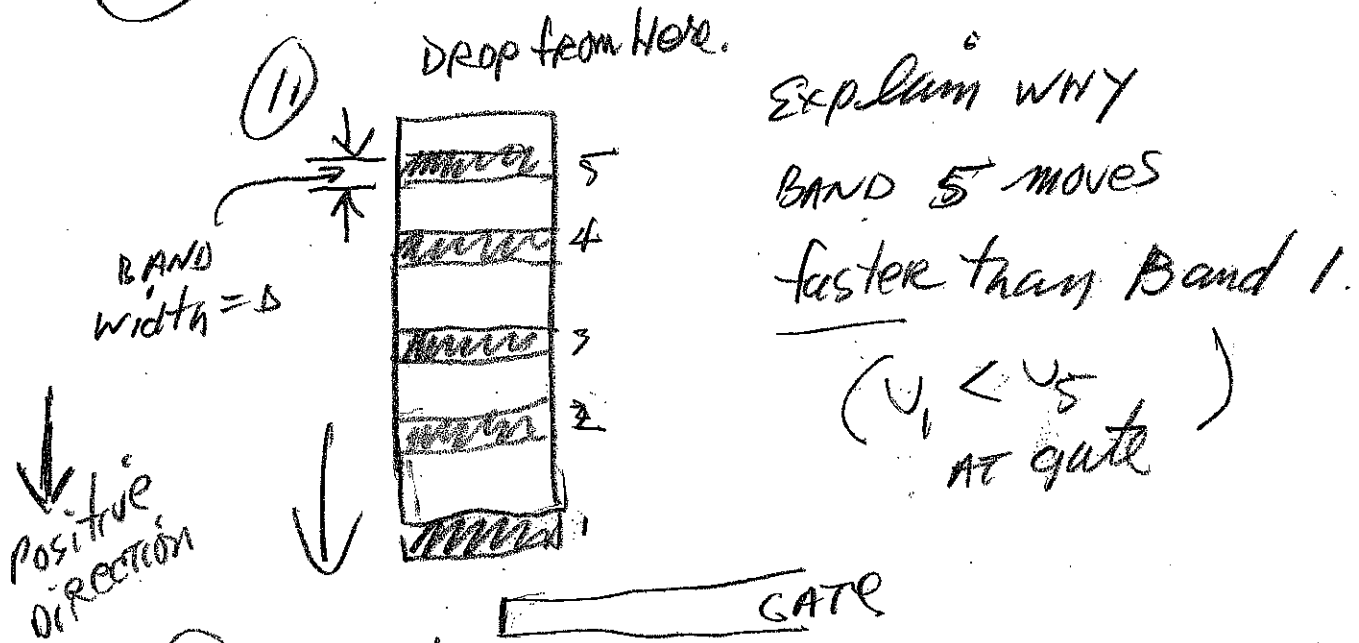 DROP from Here.
11
Explain WHY
BAND 5 moves
faster than Band 1.
(V1 < V5
AT gate)
5
4
3
2
1
BAND
width = D
Positive
DIRECTION
GATE